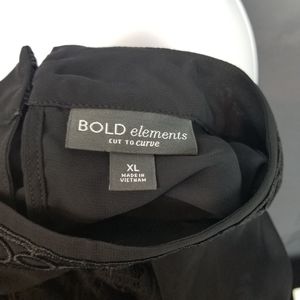 BOLD elements
CUT TO curve
XL
MADE IN
VIETNAM